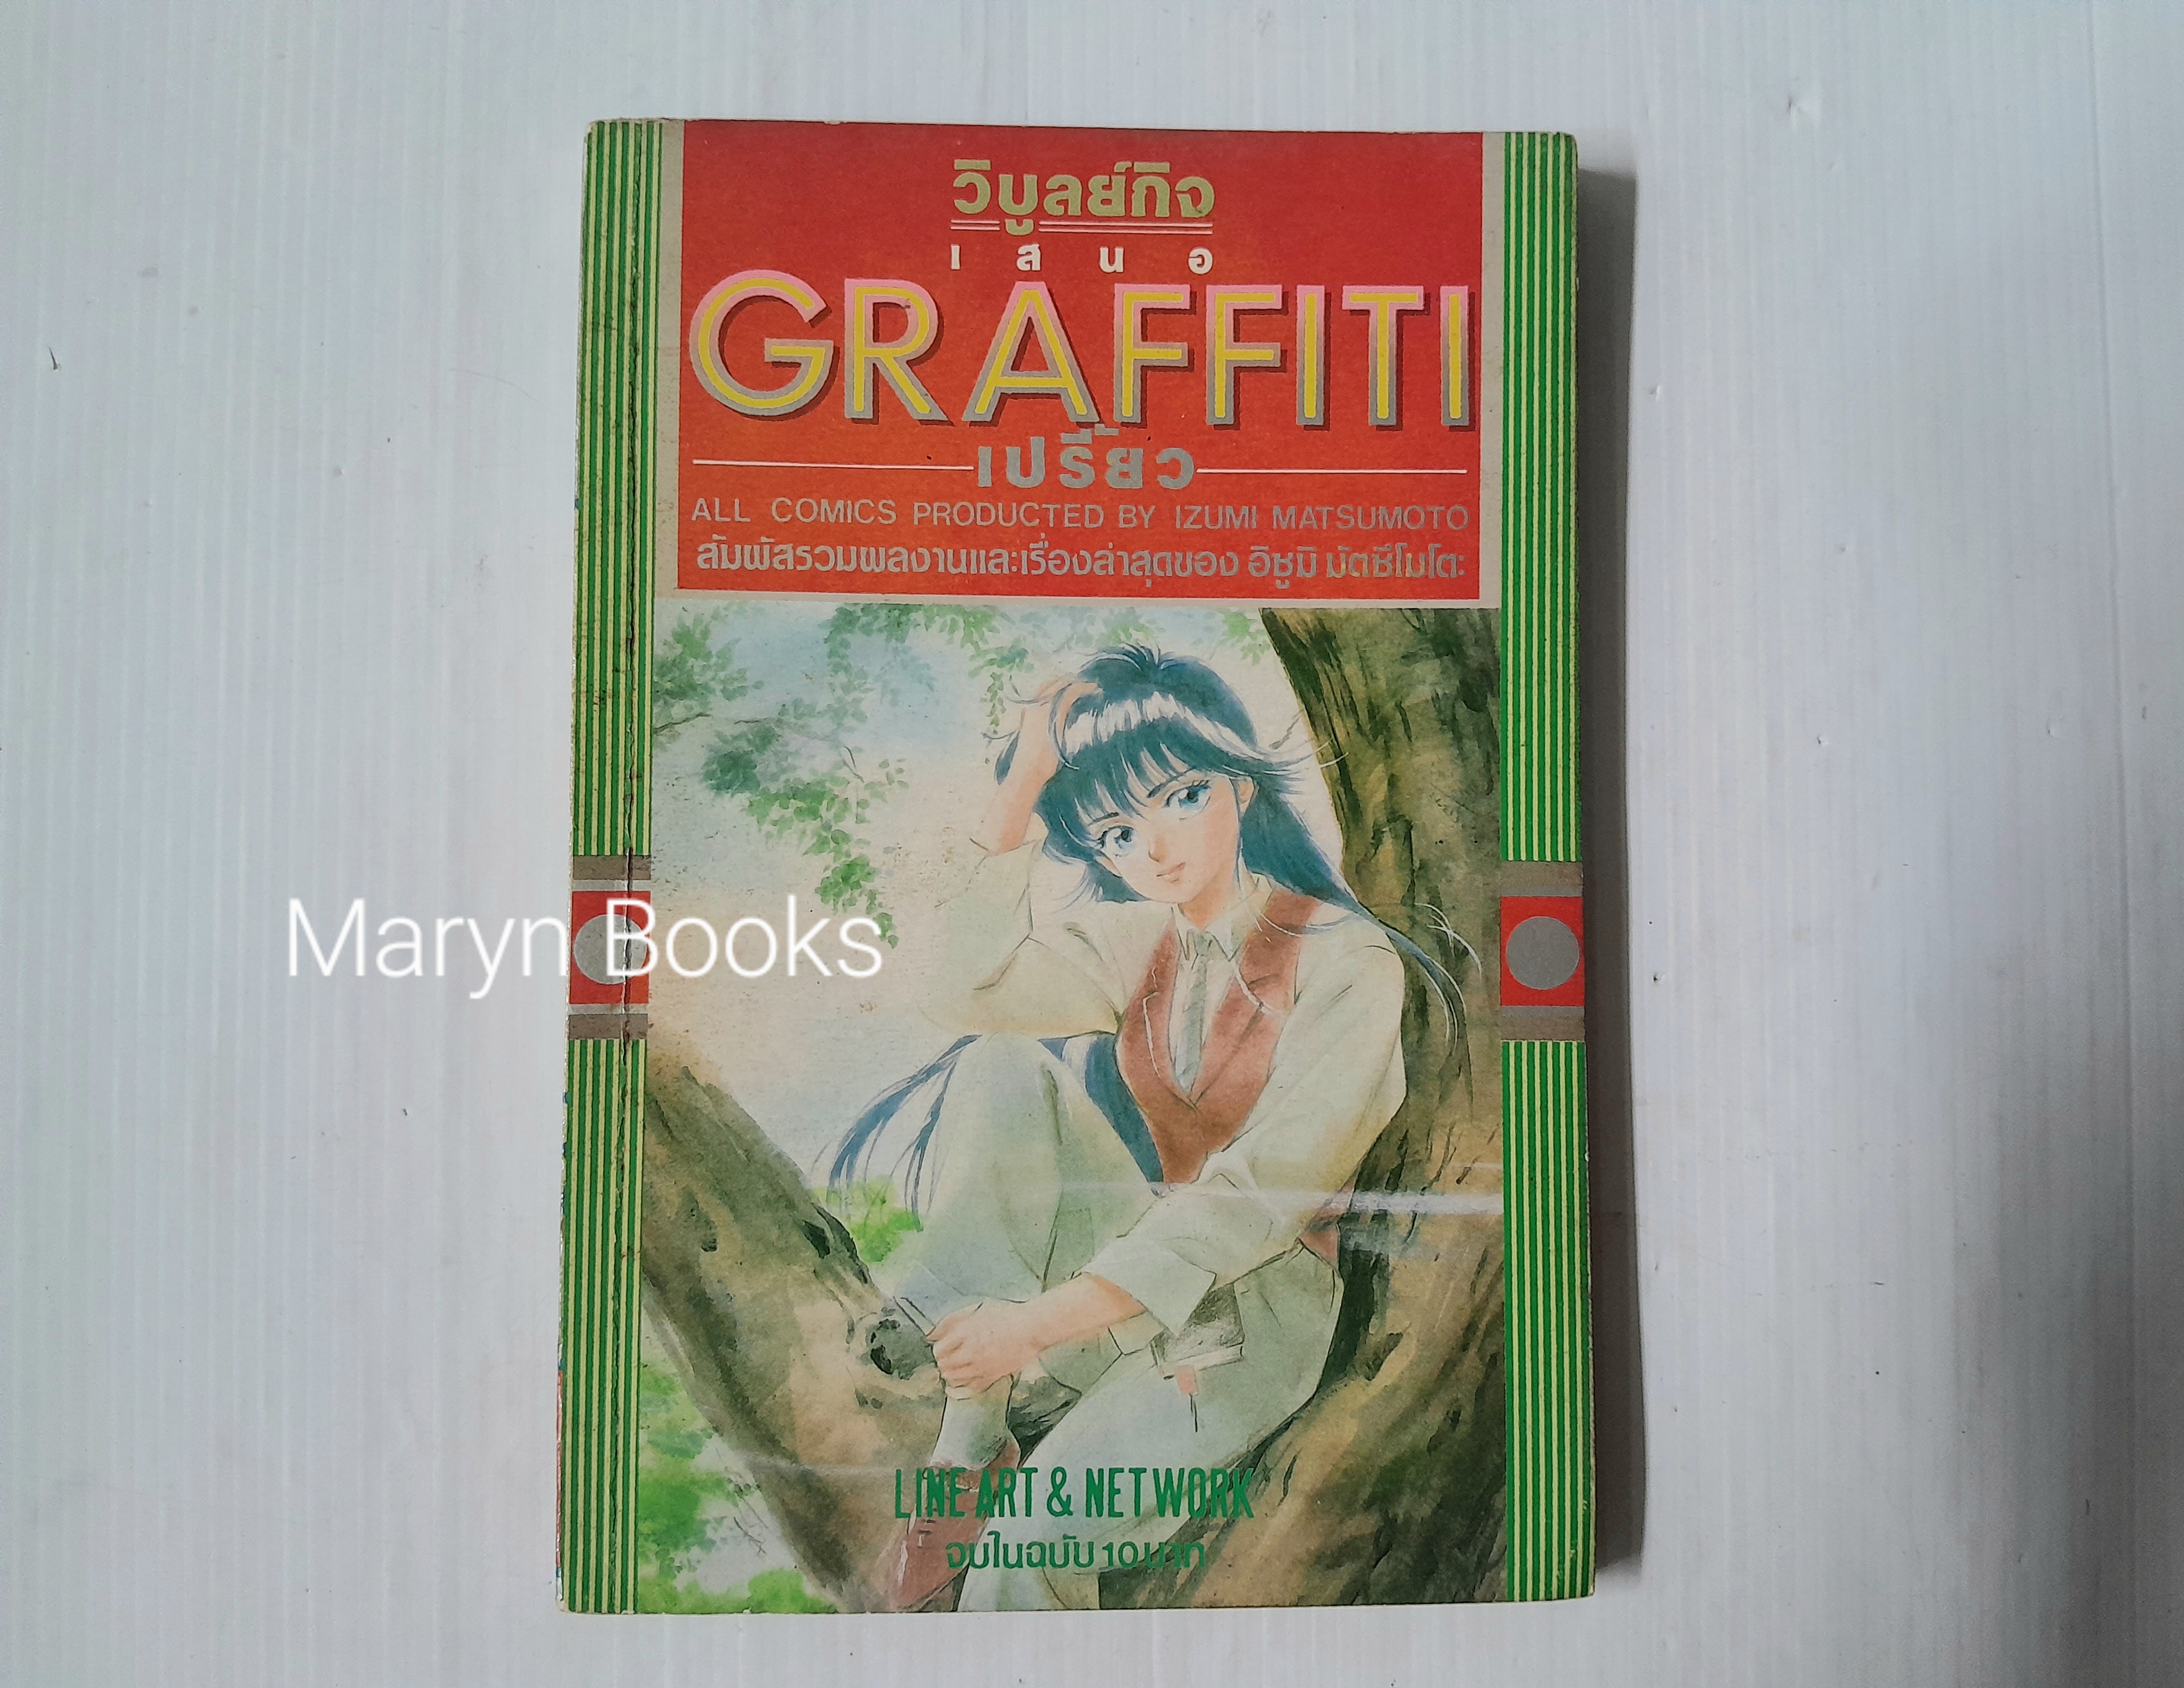 วิบูลย์กิจ
เสนอ
GRAFFITI
เปรี้ยว
ALL COMICS PRODUCTED BY IZUMI MATSUMOTO
สัมผัสรวมผลงานและเรื่องล่าสุดของ อิชูมิ มัตซึโมโตะ
Maryn Books
LINE ART & NETWORK
จบในฉบับ 10 บาท